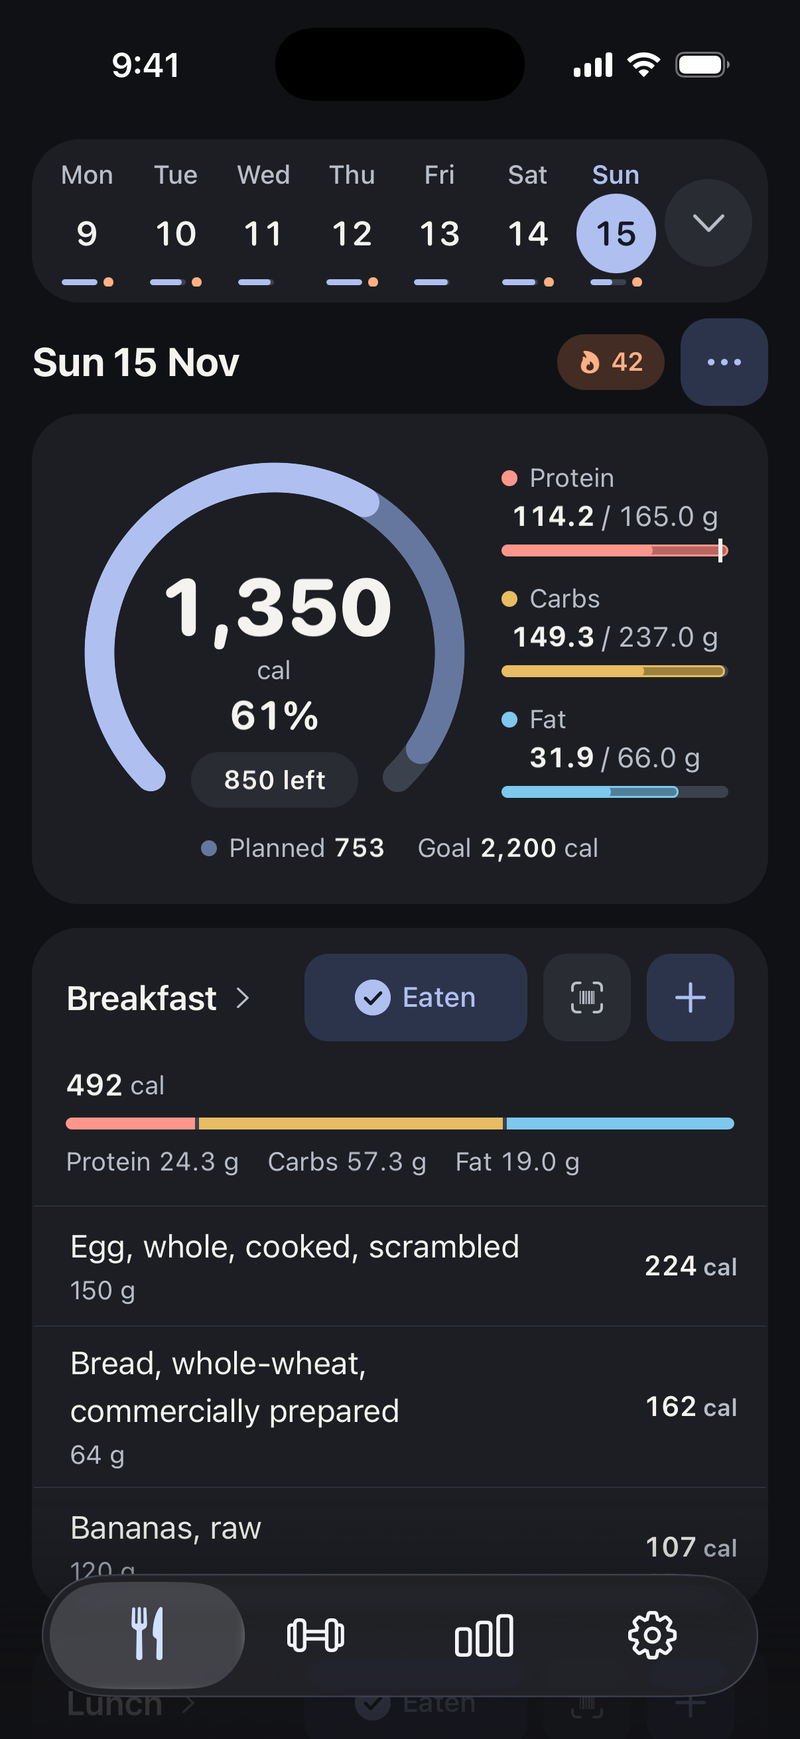 9:41
Mon Tue Wed Thu Fri Sat Sun
9 10 11 12 13 14 15
Sun 15 Nov
42
1,350
cal
61%
850 left
Protein
114.2 / 165.0 g
Carbs
149.3 / 237.0 g
Fat
31.9 / 66.0 g
Planned 753 Goal 2,200 cal
Breakfast
Eaten
492 cal
Protein 24.3 g Carbs 57.3 g Fat 19.0 g
Egg, whole, cooked, scrambled
150 g
224 cal
Bread, whole-wheat,
commercially prepared
64 g
162 cal
Bananas, raw
120 g
107 cal
Lunch
Eaten